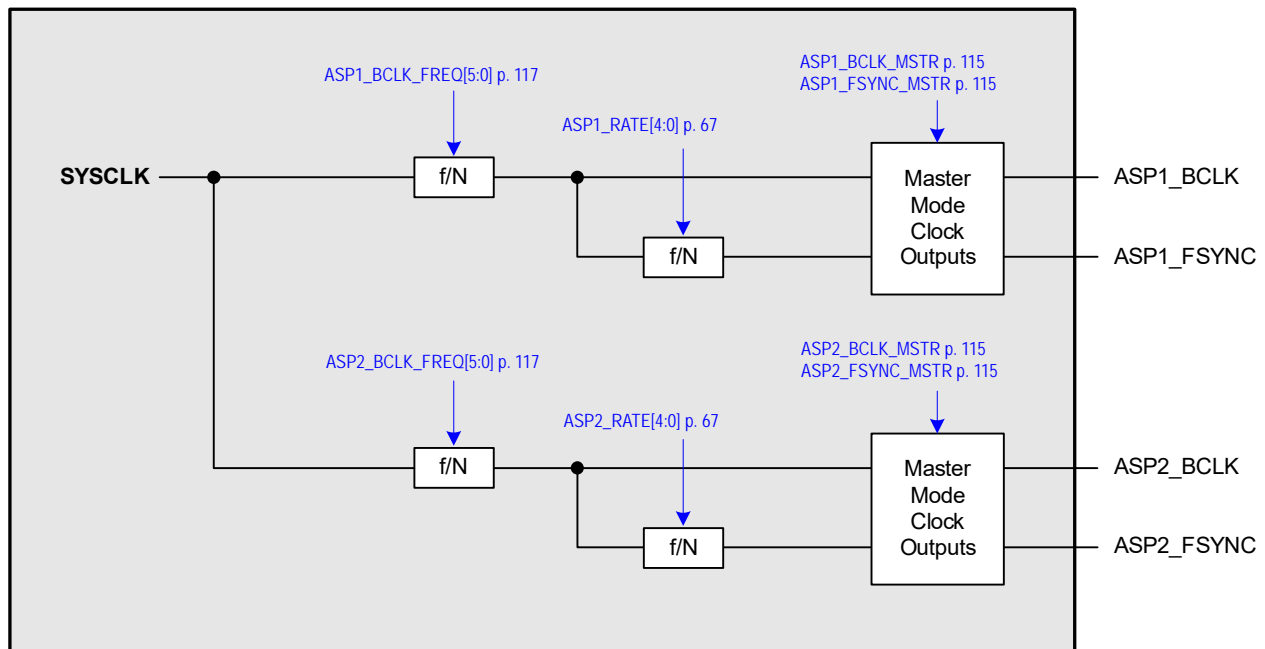 ASP1_BCLK_FREQ[5:0] p. 117
ASP1_BCLK_MSTR p. 115
ASP1_FSYNC_MSTR p. 115
ASP1_RATE[4:0] p. 67
SYSCLK
f/N
Master
Mode
Clock
Outputs
ASP1_BCLK
f/N
ASP1_FSYNC
ASP2_BCLK_FREQ[5:0] p. 117
ASP2_BCLK_MSTR p. 115
ASP2_FSYNC_MSTR p. 115
ASP2_RATE[4:0] p. 67
f/N
Master
Mode
Clock
Outputs
ASP2_BCLK
f/N
ASP2_FSYNC